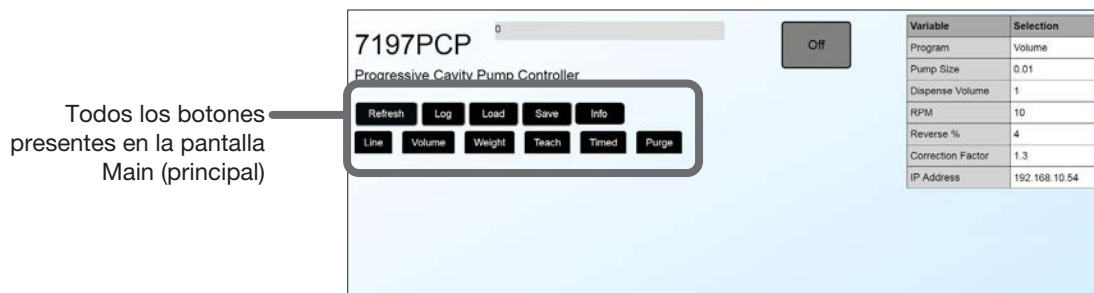 Todos los botones
presentes en la pantalla
Main (principal)
7197PCP
0
Progressive Cavity Pump Controller
Refresh Log Load Save Info
Line Volume Weight Teach Timed Purge
Off
Variable Selection
Program Volume
Pump Size 0.01
Dispense Volume 1
RPM 10
Reverse % 4
Correction Factor 1.3
IP Address 192.168.10.54